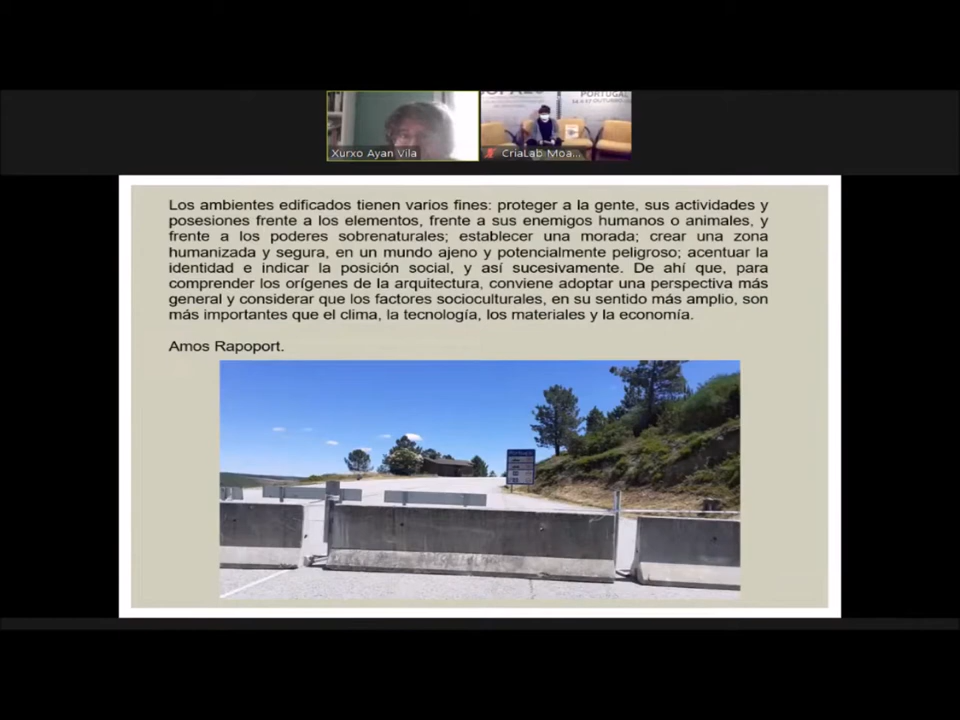 PORTUGAL
Xurxo Ayan Vila
CriaLab Moa...
Los ambientes edificados tienen varios fines: proteger a la gente, sus actividades y
posesiones frente a los elementos, frente a sus enemigos humanos o animales, y
frente a los poderes sobrenaturales; establecer una morada; crear una zona
humanizada y segura, en un mundo ajeno y potencialmente peligroso; acentuar la
identidad e indicar la posición social, y así sucesivamente. De ahí que, para
comprender los orígenes de la arquitectura, conviene adoptar una perspectiva más
general y considerar que los factores socioculturales, en su sentido más amplio, son
más importantes que el clima, la tecnología, los materiales y la economía.
Amos Rapoport.